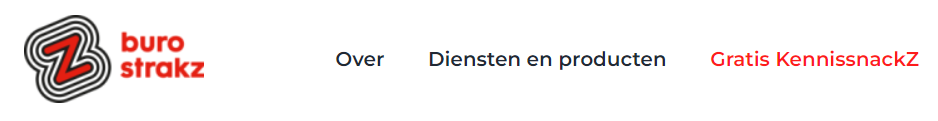 Z buro
strakz
Over Diensten en producten Gratis KennissnackZ